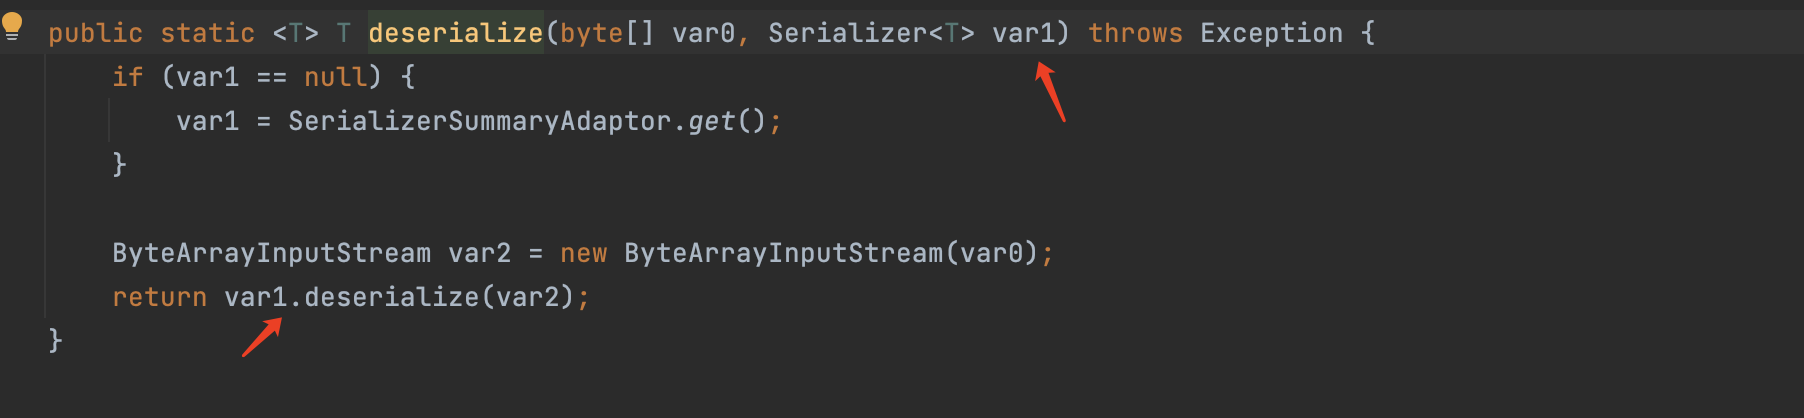 public static <T> T deserialize(byte[] var0, Serializer<T> var1) throws Exception {
    if (var1 == null) {
        var1 = SerializerSummaryAdaptor.get();
    }

    ByteArrayInputStream var2 = new ByteArrayInputStream(var0);
    return var1.deserialize(var2);
}